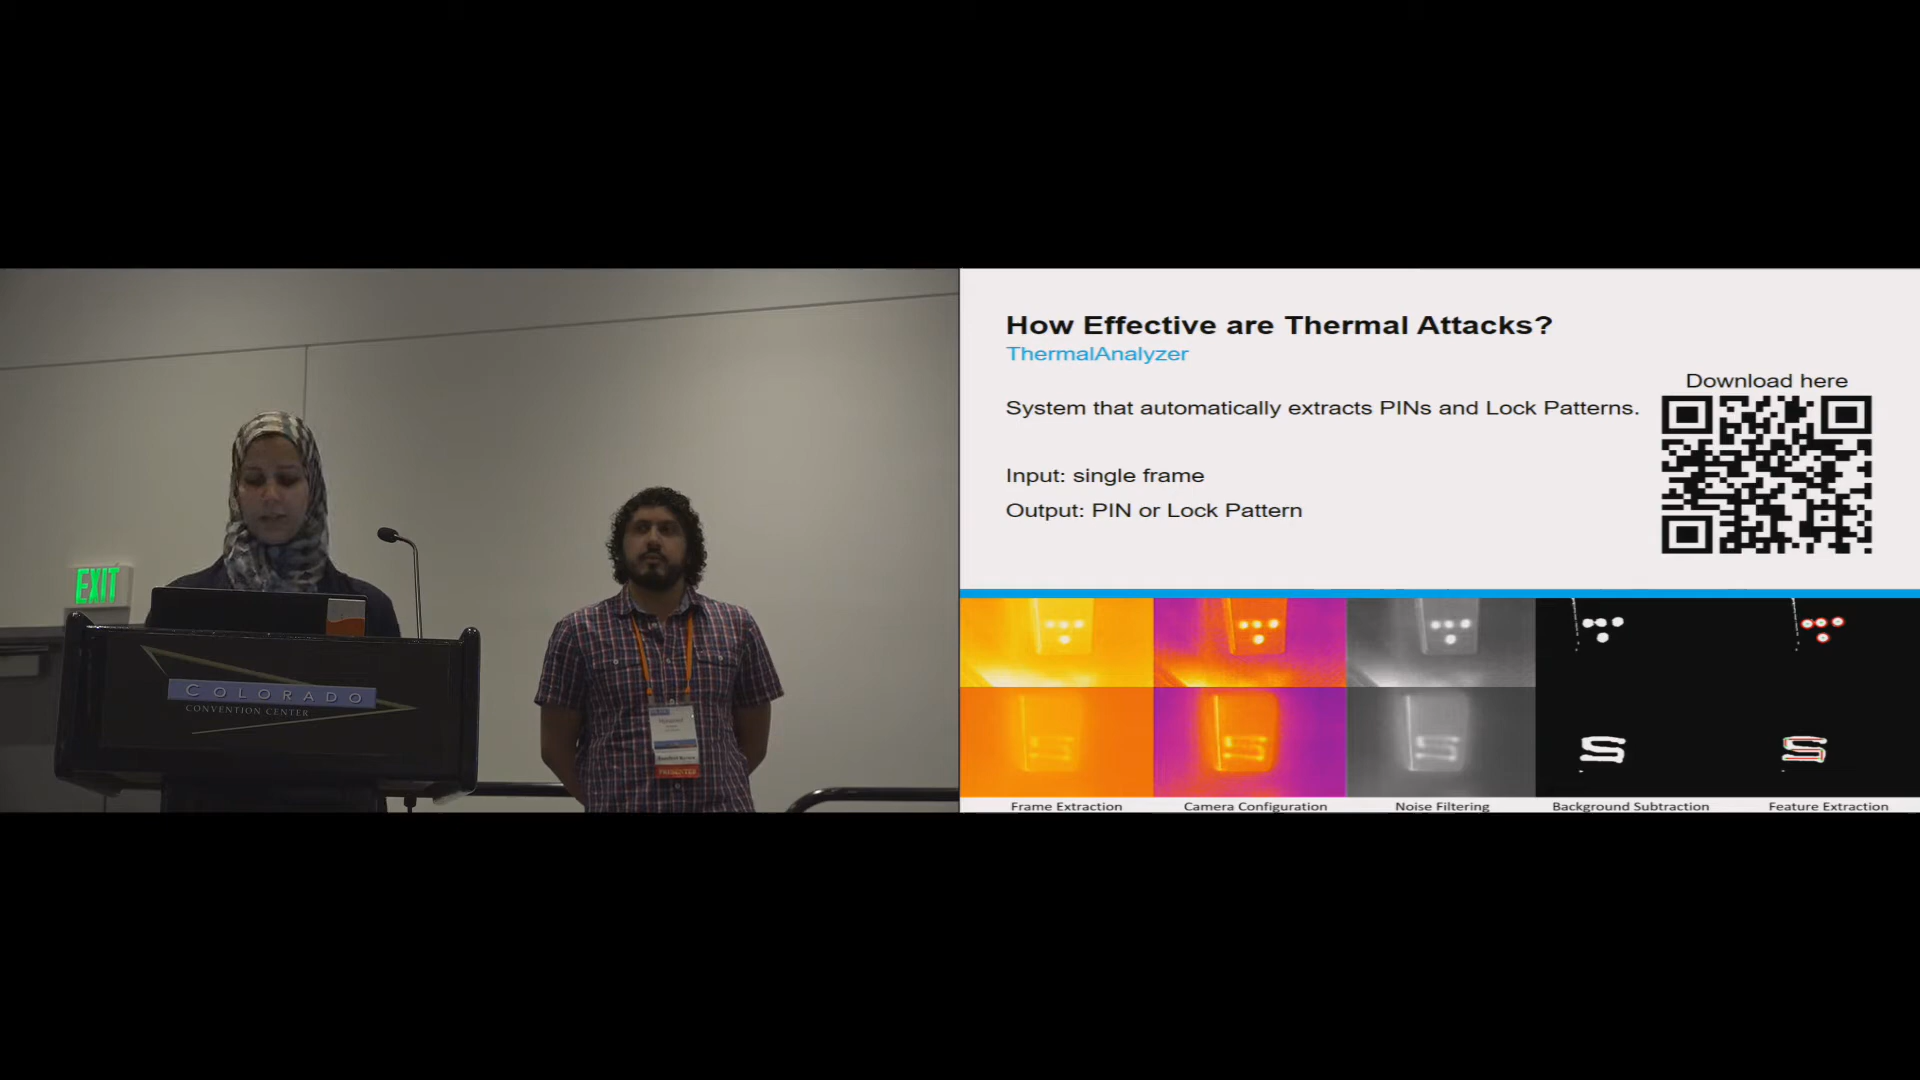 EXIT
COLORADO
CONVENTION CENTER
PRESENTER
How Effective are Thermal Attacks?
ThermalAnalyzer
Download here
System that automatically extracts PINs and Lock Patterns.
Input: single frame
Output: PIN or Lock Pattern
Frame Extraction
Camera Configuration
Noise Filtering
Background Subtraction
Feature Extraction